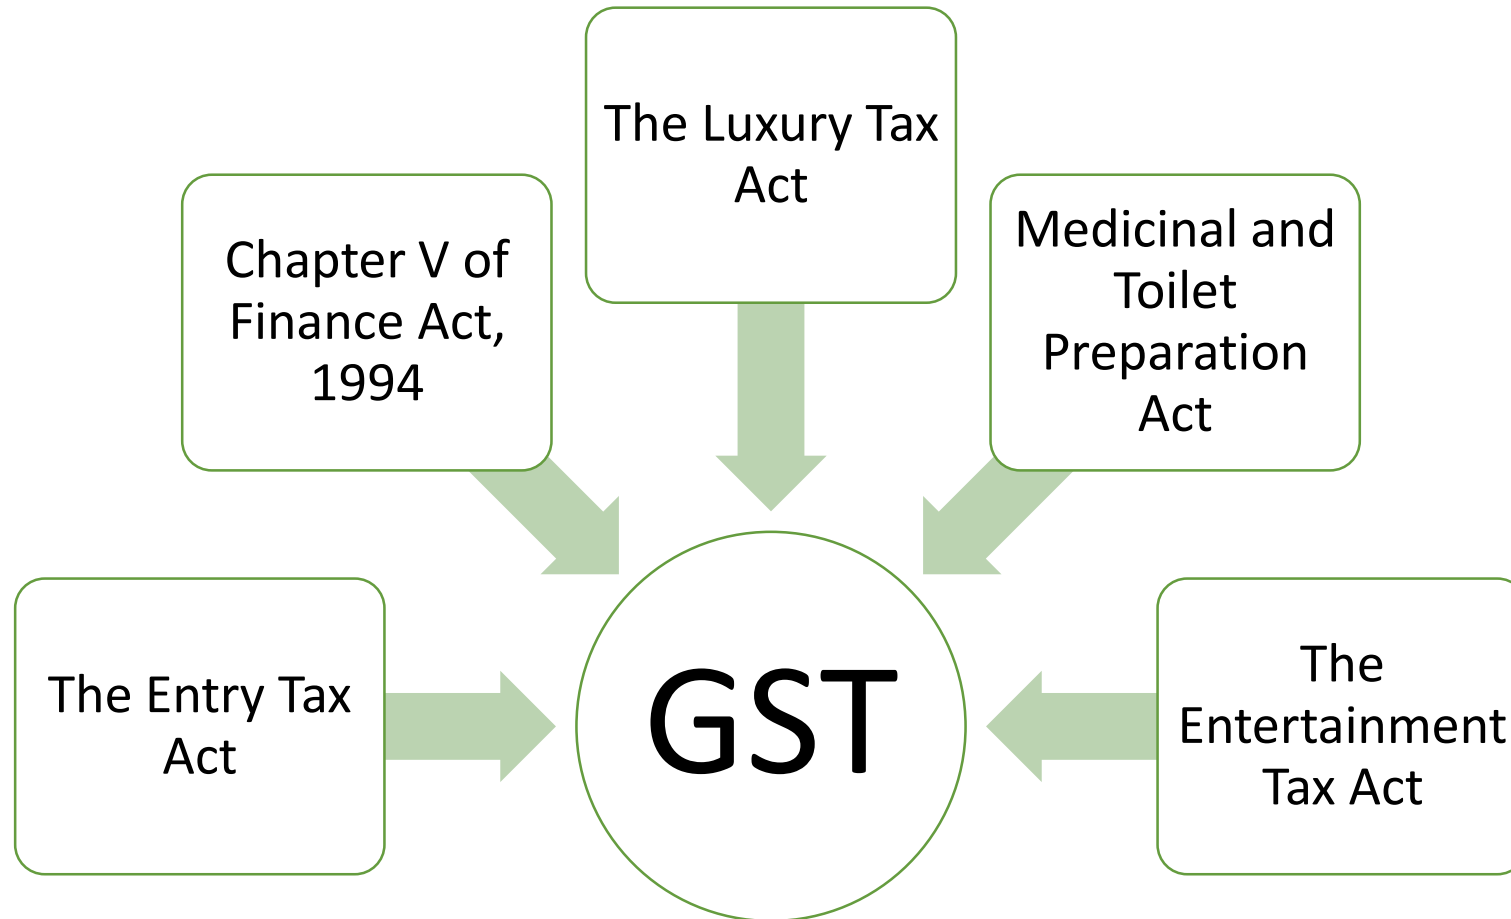 The Luxury Tax
Act
Chapter V of
Finance Act,
1994
Medicinal and
Toilet
Preparation
Act
The Entry Tax
Act
GST
The
Entertainment
Tax Act